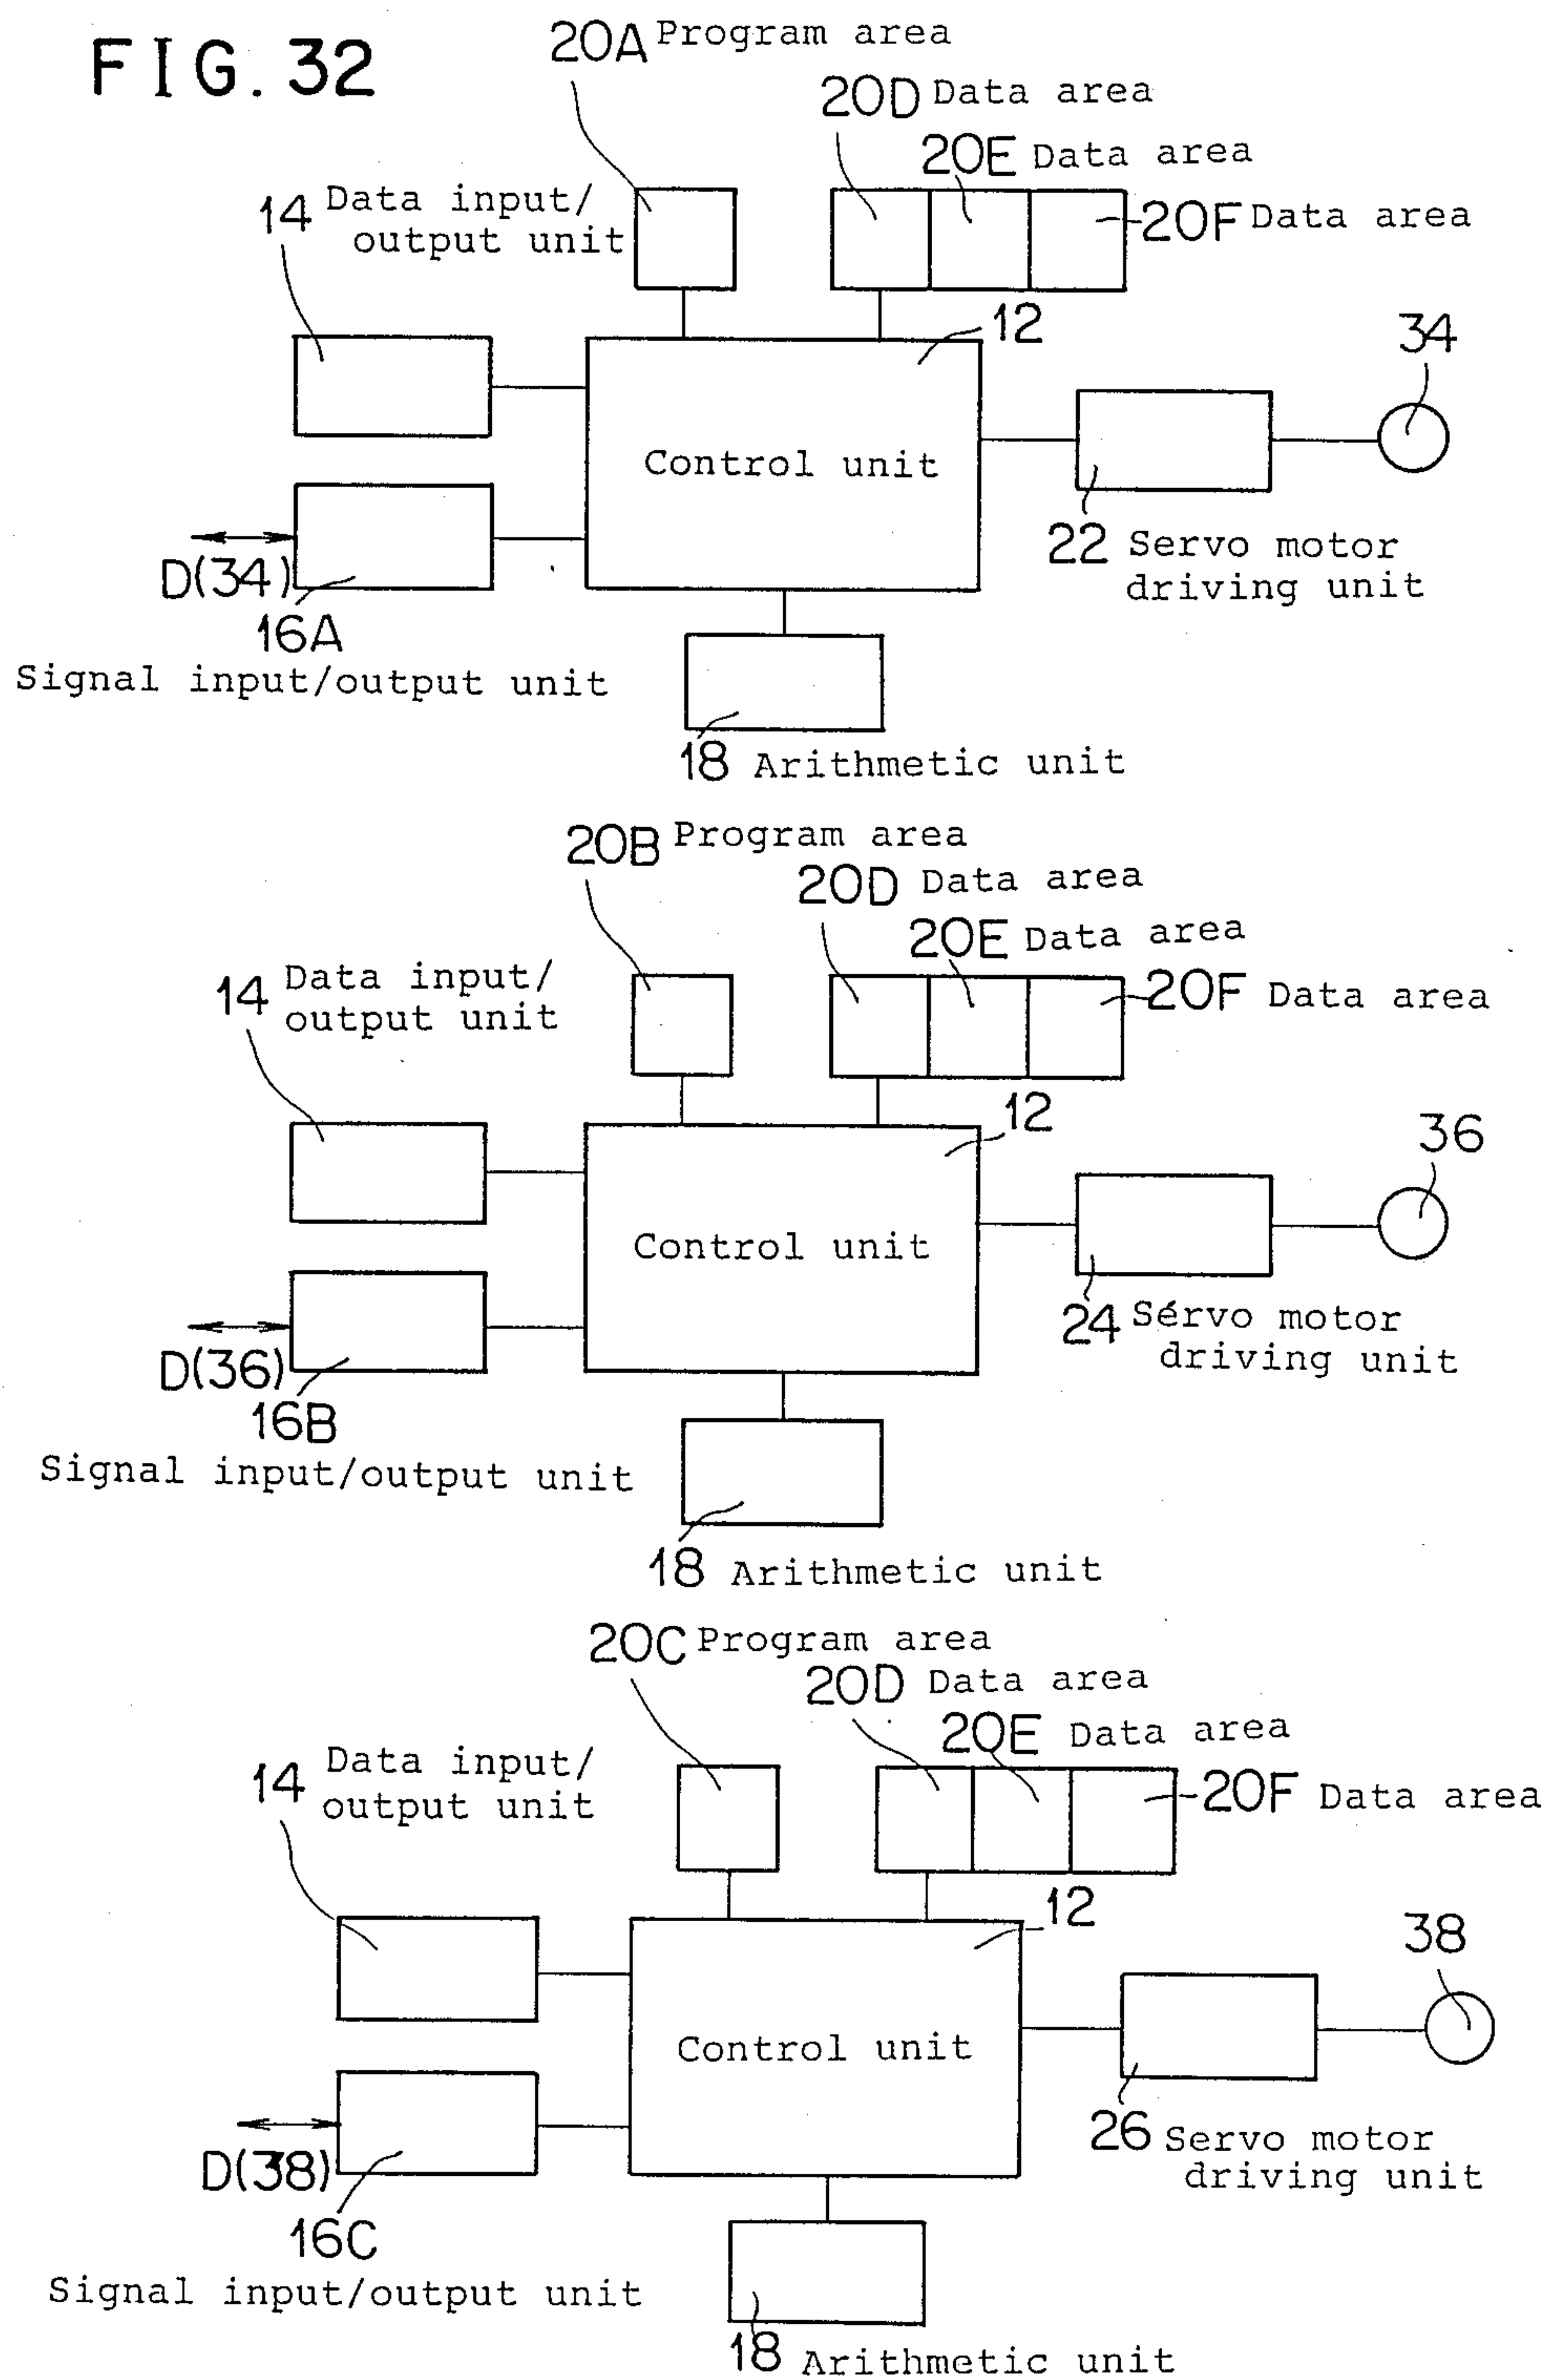 FIG. 32
20A Program area
20D Data area
20E Data area
20F Data area
14 Data input/
output unit
12
34
Control unit
22 Servo motor
driving unit
D(34)
16A
Signal input/output unit
18 Arithmetic unit
20B Program area
20D Data area
20E Data area
20F Data area
14 Data input/
output unit
12
36
Control unit
24 Servo motor
driving unit
D(36)
16B
Signal input/output unit
18 Arithmetic unit
20C Program area
20D Data area
20E Data area
20F Data area
14 Data input/
output unit
12
38
Control unit
26 Servo motor
driving unit
D(38)
16C
Signal input/output unit
18 Arithmetic unit